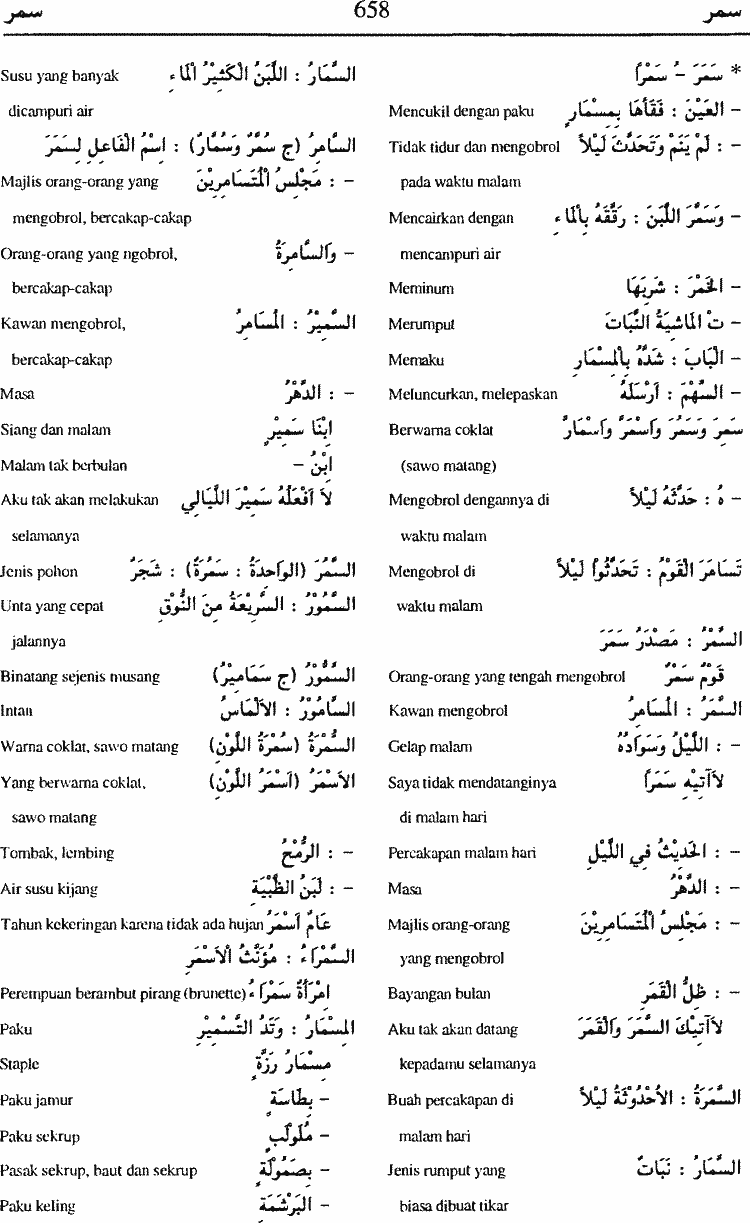 سمر 658 سمر
* سَمَرَ - سَمْرًا
Mencukil dengan paku - العَيْنَ : فَقَأَهَا بِمِسْمَارٍ
Tidak tidur dan mengobrol - : لَمْ يَنَمْ وَتَحَدَّثَ لَيْلاً
pada waktu malam
Mencairkan dengan - وَسَمَّرَ اللَّبَنَ : رَقَّقَهُ بِالْمَاءِ
mencampuri air
Meminum - الخَمْرَ : شَرِبَهَا
Merumput - تْ الْمَاشِيَةُ النَّبَاتَ
Memaku - البَابَ : شَدَّهُ بِالْمِسْمَارِ
Meluncurkan, melepaskan - السَّهْمَ : اَرْسَلَهُ
Berwarna coklat سَمِرَ وَسَمُرَ وَاسْمَرَّ وَاسْمَارَّ
(sawo matang)
Mengobrol dengannya di - هُ : حَدَّثَهُ لَيْلاً
waktu malam
Mengobrol di تَسَامَرَ القَوْمُ : تَحَدَّثُوا لَيْلاً
waktu malam
السَّمْرُ : مَصْدَرُ سَمَرَ
Orang-orang yang tengah mengobrol قَوْمٌ سَمْرٌ
Kawan mengobrol السَّمَرُ : الْمُسَامِرُ
Gelap malam - : اللَّيْلُ وَسَوَادُهُ
Saya tidak mendatanginya لاَآتِيْهِ سَمَرًا
di malam hari
Percakapan malam hari - : الْحَدِيْثُ فِي اللَّيْلِ
Masa - : الدَّهْرُ
Majlis orang-orang - : مَجْلِسُ الْمُتَسَامِرِيْنَ
yang mengobrol
Bayangan bulan - : ظِلُّ القَمَرِ
Aku tak akan datang لاَآتِيْكَ السَّمَرَ وَالْقَمَرَ
kepadamu selamanya
Buah percakapan di السَّمَرَةُ : الأُحْدُوْثَةُ لَيْلاً
malam hari
Jenis rumput yang السَّمَارُ : نَبَاتٌ
biasa dibuat tikar
Susu yang banyak السَّمَارُ : اللَّبَنُ الْكَثِيْرُ الْمَاءِ
dicampuri air
السَّامِرُ (ج سُمَّرٌ وَسُمَّارٌ) : اِسْمُ الْفَاعِلِ لِسَمَرَ
Majlis orang-orang yang - : مَجْلِسُ الْمُتَسَامِرِيْنَ
mengobrol, bercakap-cakap
Orang-orang yang ngobrol, - وَالسَّامِرَةُ
bercakap-cakap
Kawan mengobrol, السَّمِيْرُ : الْمُسَامِرُ
bercakap-cakap
Masa - : الدَّهْرُ
Siang dan malam ابْنَا سَمِيْرٍ
Malam tak berbulan ابْنُ -
Aku tak akan melakukan لاَ اَفْعَلُهُ سَمِيْرَ اللَّيَالِي
selamanya
Jenis pohon السَّمُرُ (الوَاحِدَةُ : سَمُرَةٌ) : شَجَرٌ
Unta yang cepat السَّمُوْرُ : السَّرِيْعَةُ مِنَ النُّوْقِ
jalannya
Binatang sejenis musang السَّمُّوْرُ (ج سَمَامِيْرُ)
Intan السَّامُوْرُ : الأَلْمَاسُ
Warna coklat, sawo matang السُّمْرَةُ (سُمْرَةُ اللَّوْنِ)
Yang berwarna coklat, الأَسْمَرُ (اَسْمَرُ اللَّوْنِ)
sawo matang
Tombak, lembing - : الرُّمْحُ
Air susu kijang - : لَبَنُ الظَّبْيَةِ
Tahun kekeringan karena tidak ada hujan عَامٌ اَسْمَرُ
السَّمْرَاءُ : مُؤَنَّثُ الأَسْمَرِ
Perempuan berambut pirang (brunette) امْرَأَةٌ سَمْرَاءُ
Paku الْمِسْمَارُ : وَتَدُ التَّسْمِيْرِ
Staple مِسْمَارُ رَزَّةٍ
Paku jamur - بِطَاسَةٍ
Paku sekrup - مُلَوْلَبٍ
Pasak sekrup, baut dan sekrup - بِصَمُوْلَةٍ
Paku keling - البَرْشَمَةِ